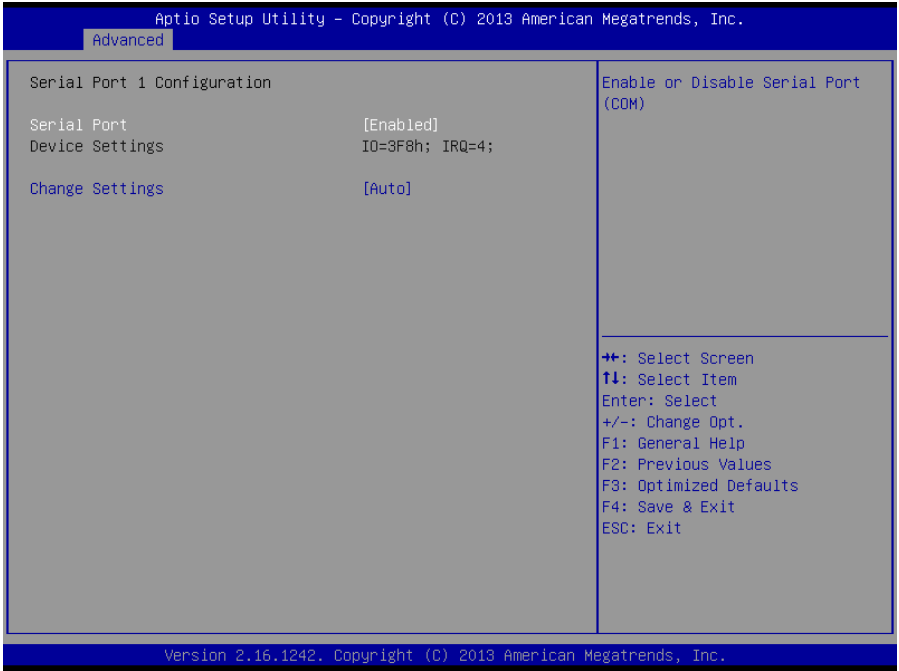 Aptio Setup Utility – Copyright (C) 2013 American Megatrends, Inc.
Advanced
Serial Port 1 Configuration
Serial Port [Enabled]
Device Settings IO=3F8h; IRQ=4;
Change Settings [Auto]
Enable or Disable Serial Port
(COM)
→←: Select Screen
↑↓: Select Item
Enter: Select
+/-: Change Opt.
F1: General Help
F2: Previous Values
F3: Optimized Defaults
F4: Save & Exit
ESC: Exit
Version 2.16.1242. Copyright (C) 2013 American Megatrends, Inc.